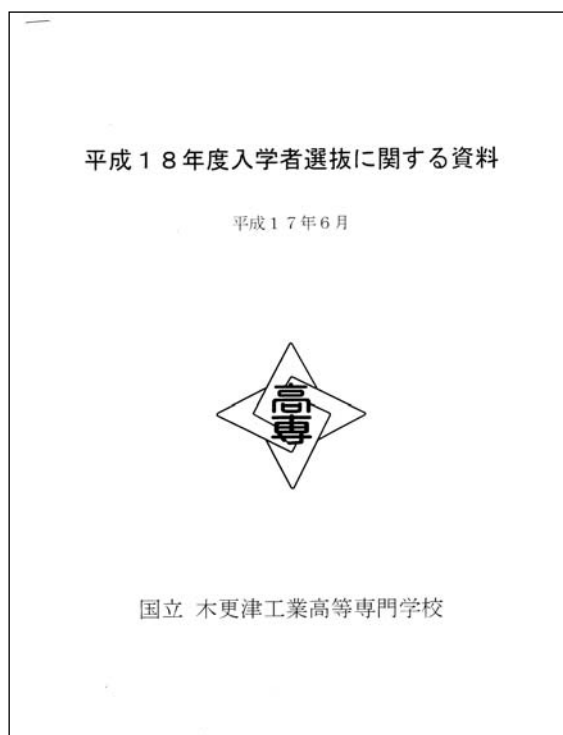 平成１８年度入学者選抜に関する資料
平成１７年６月
高
専
国立 木更津工業高等専門学校